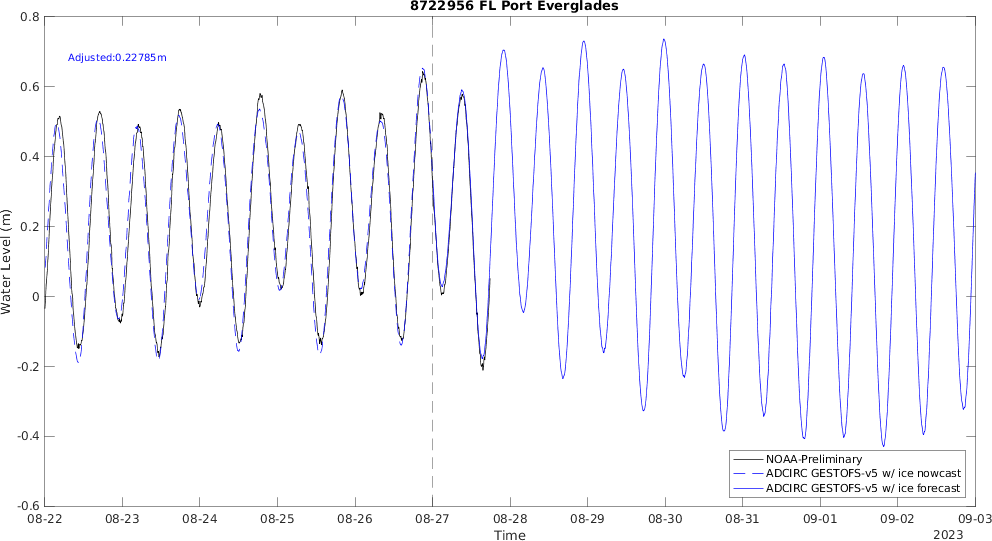 8722956 FL Port Everglades
Adjusted:0.22785m
0.8
0.6
0.4
0.2
0
-0.2
-0.4
-0.6
Water Level (m)
NOAA-Preliminary
ADCIRC GESTOFS-v5 w/ ice nowcast
ADCIRC GESTOFS-v5 w/ ice forecast
08-22 08-23 08-24 08-25 08-26 08-27 08-28 08-29 08-30 08-31 09-01 09-02 09-03
Time
2023